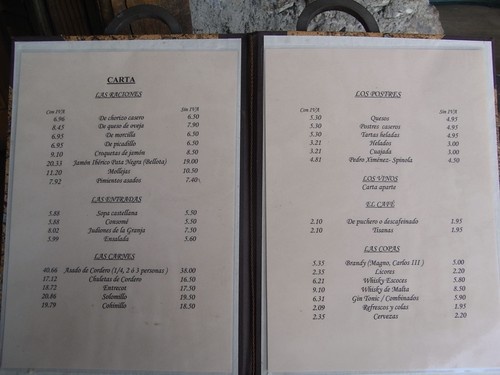 CARTA
LAS RACIONES
Con IVA Sin IVA
6.96 De chorizo casero 6.50
8.45 De queso de oveja 7.90
6.95 De morcilla 6.50
6.95 De picadillo 6.50
9.10 Croquetas de jamón 8.50
20.33 Jamón Ibérico Pata Negra (Bellota) 19.00
11.20 Mollejas 10.50
7.92 Pimientos asados 7.40
LAS ENTRADAS
5.88 Sopa castellana 5.50
5.88 Consomé 5.50
8.02 Judiones de la Granja 7.50
5.99 Ensalada 5.60
LAS CARNES
40.66 Asado de Cordero (1/4, 2 ó 3 personas ) 38.00
17.12 Chuletas de Cordero 16.50
18.72 Entrecot 17.50
20.86 Solomillo 19.50
19.79 Cohinillo 18.50
LOS POSTRES
Con IVA Sin IVA
5.30 Quesos 4.95
5.30 Postres caseros 4.95
5.30 Tartas heladas 4.95
3.21 Helados 3.00
3.21 Cuajada 3.00
4.81 Pedro Ximénez- Spínola 4.50
LOS VINOS
Carta aparte
EL CAFÉ
2.10 De puchero o descafeinado 1.95
2.10 Tisanas 1.95
LAS COPAS
5.35 Brandy (Magno, Carlos III ) 5.00
2.35 Licores 2.20
6.21 Whisky Escoces 5.80
9.10 Whisky de Malta 8.50
6.31 Gin Tonic / Combinados 5.90
2.09 Refrescos y colas 1.95
2.35 Cervezas 2.20